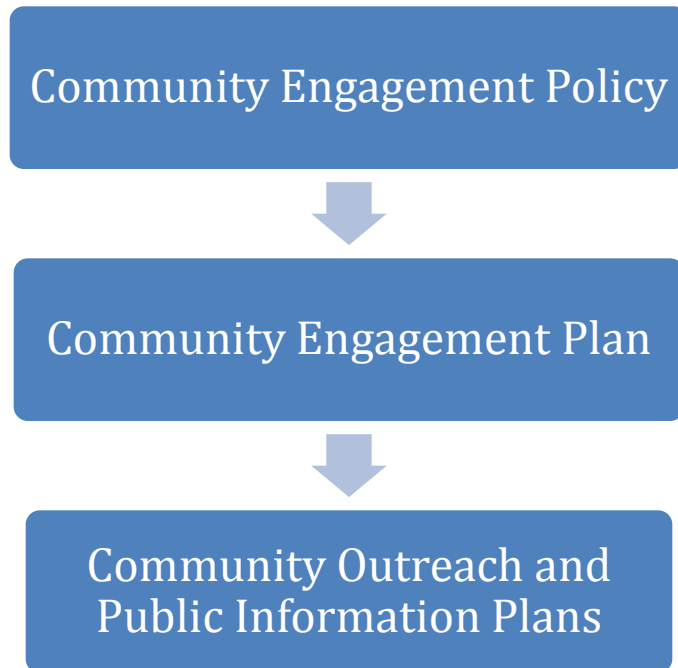 Community Engagement Policy
Community Engagement Plan
Community Outreach and
Public Information Plans